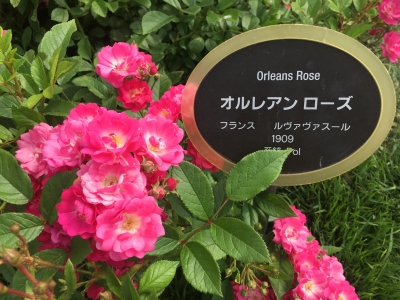 Orleans Rose
オルレアン ローズ
フランス ルヴァヴァスール
1909
Pol